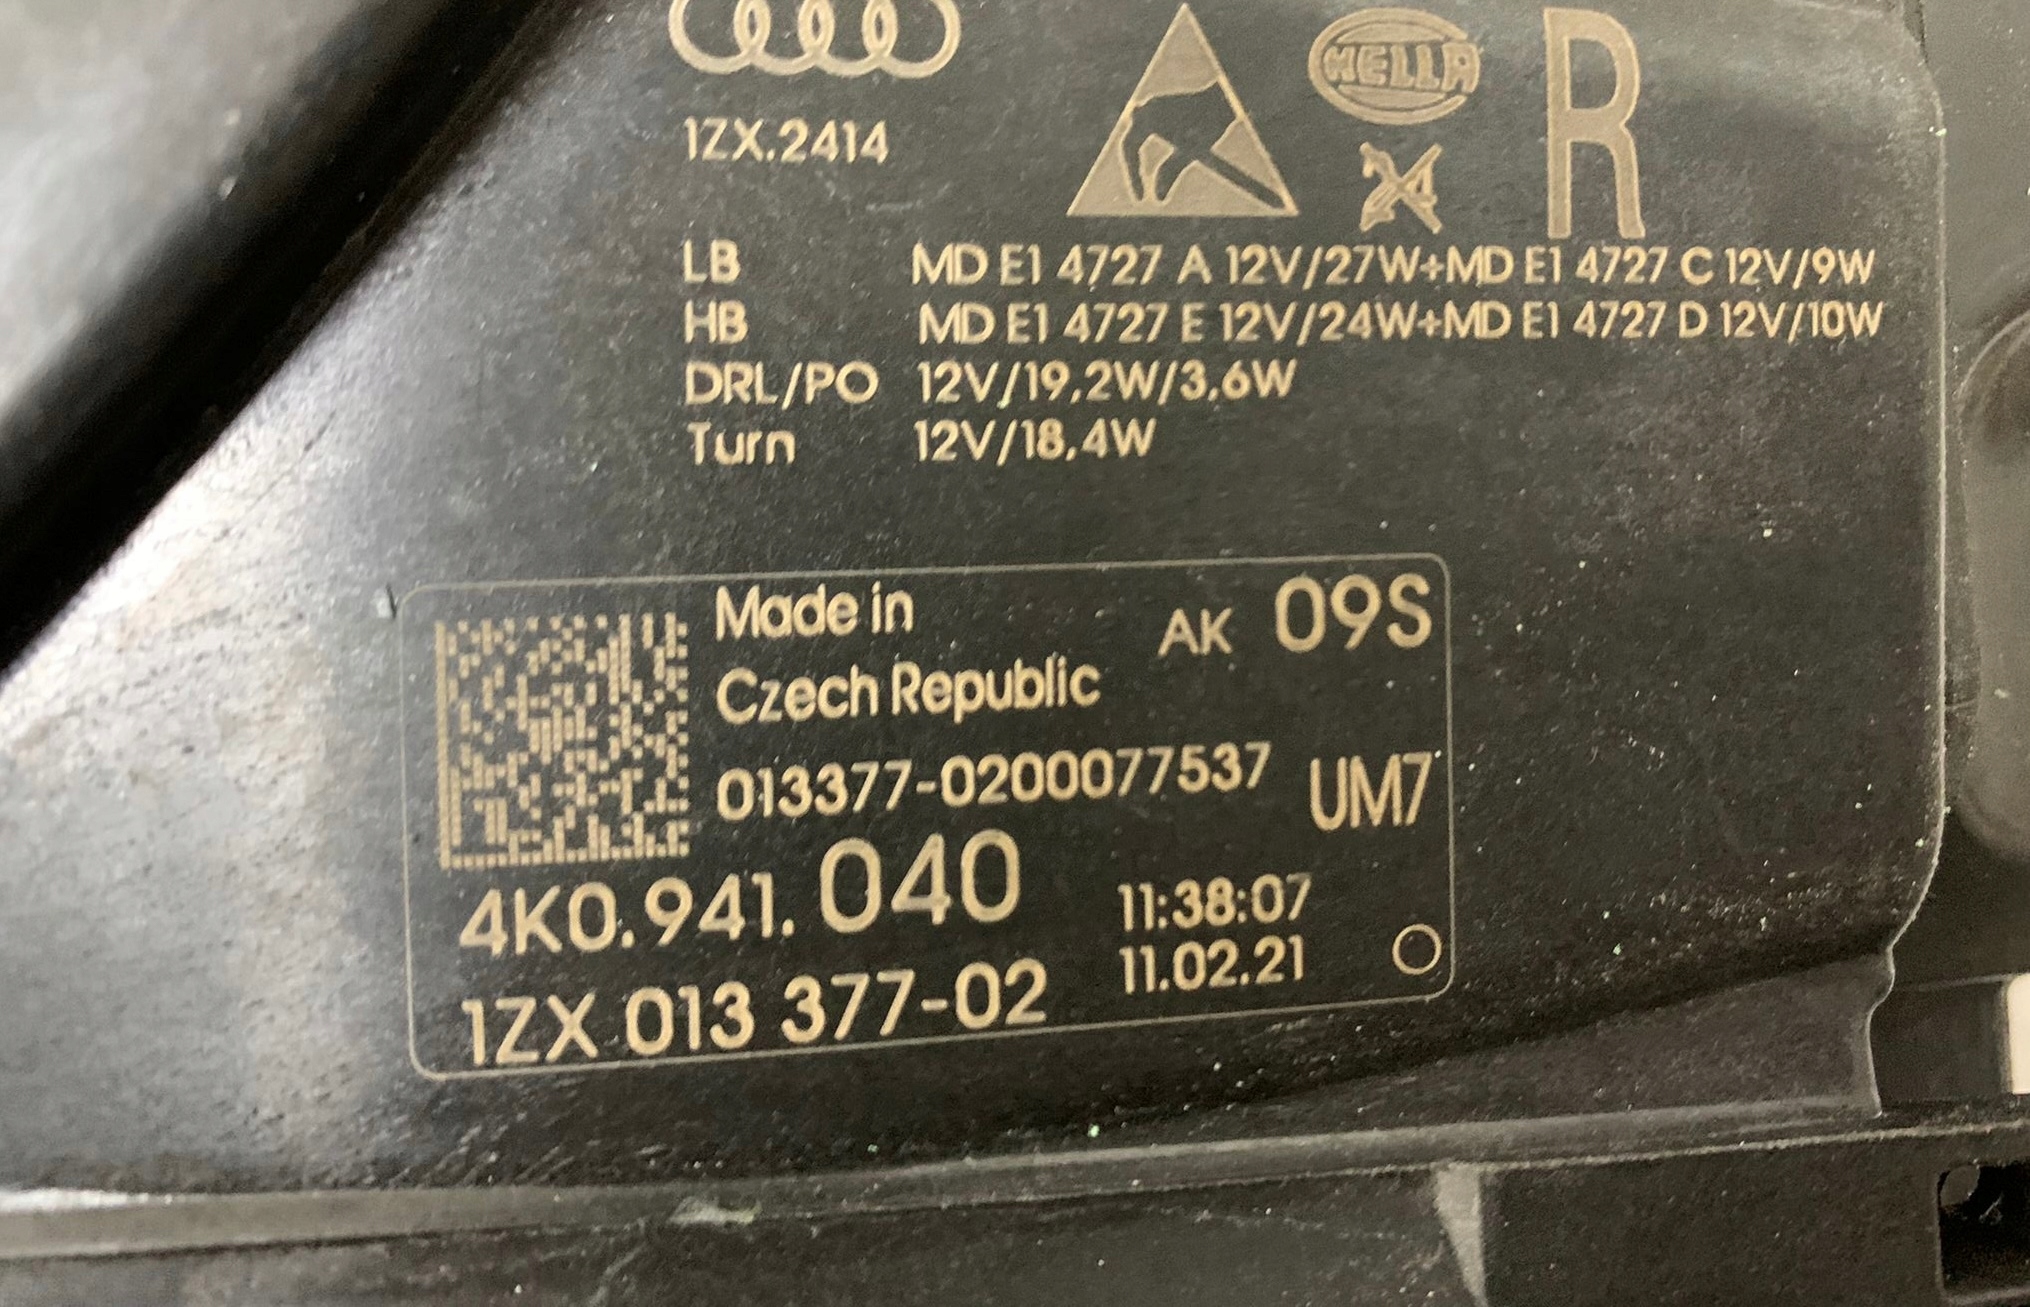 1ZX.2414
HELLA
R
24
LB MD E1 4727 A 12V/27W+MD E1 4727 C 12V/9W
HB MD E1 4727 E 12V/24W+MD E1 4727 D 12V/10W
DRL/PO 12V/19,2W/3,6W
Turn 12V/18,4W
Made in
AK 09S
Czech Republic
013377-0200077537
UM7
4K0.941.040
11:38:07
11.02.21
1ZX 013 377-02